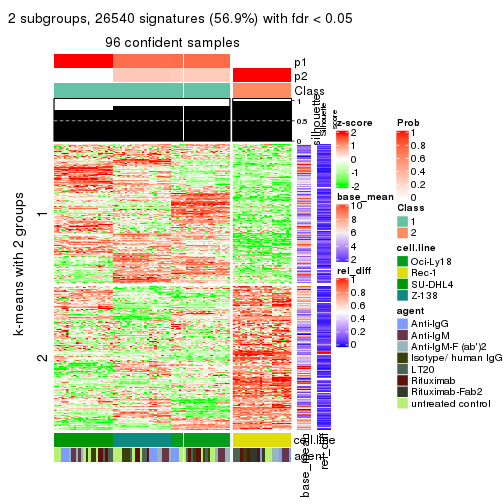 2 subgroups, 26540 signatures (56.9%) with fdr < 0.05
96 confident samples
p1
p2
Class
1
0.5
0
silhouette
silhouette
score
k-means with 2 groups
1
2
cell.line
agent
base_mean
rel_diff
z-score
2
1
0
-1
-2
base_mean
10
8
6
4
2
rel_diff
1
0.8
0.6
0.4
0.2
0
Prob
1
0.8
0.6
0.4
0.2
0
Class
1
2
cell.line
Oci-Ly18
Rec-1
SU-DHL4
Z-138
agent
Anti-IgG
Anti-IgM
Anti-IgM-F (ab')2
Isotype/ human IgG
LT20
Rituximab
Rituximab-Fab2
untreated control